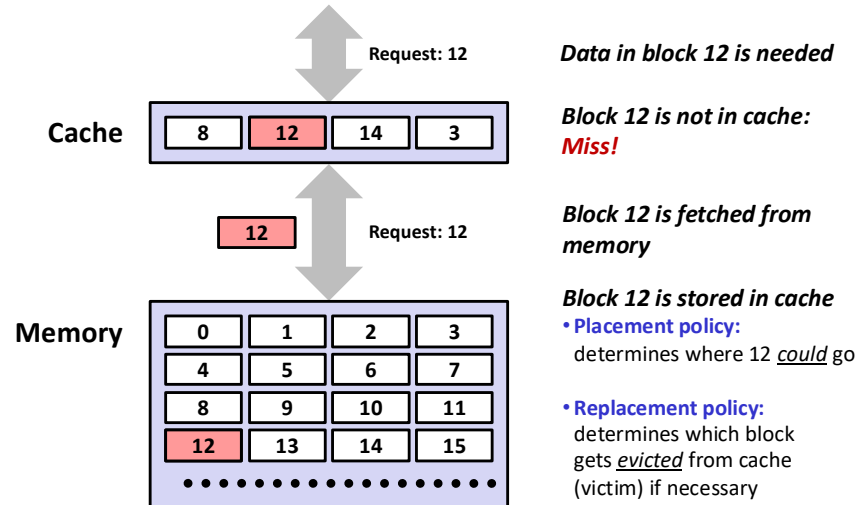 Request: 12
Data in block 12 is needed
Cache
8 12 14 3
Block 12 is not in cache:
Miss!
12
Request: 12
Block 12 is fetched from
memory
Block 12 is stored in cache
Memory
0 1 2 3
4 5 6 7
8 9 10 11
12 13 14 15
• Placement policy:
determines where 12 could go
• Replacement policy:
determines which block
gets evicted from cache
(victim) if necessary